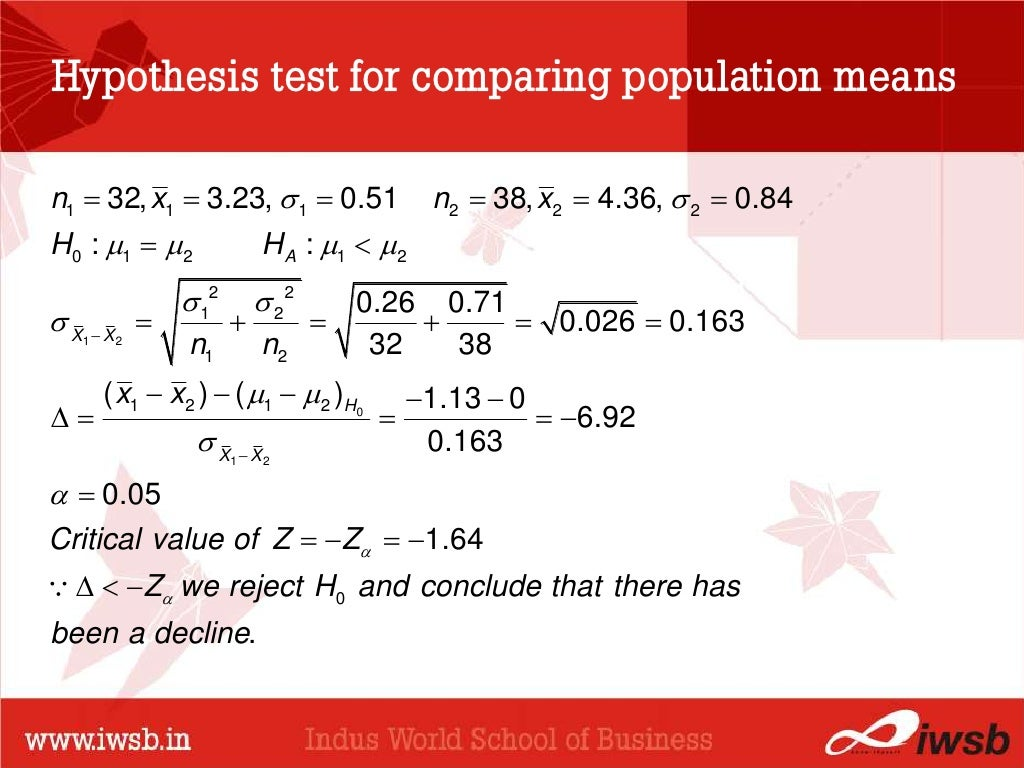 Hypothesis test for comparing population means
n₁ = 32, x̅₁ = 3.23, σ₁ = 0.51 n₂ = 38, x̅₂ = 4.36, σ₂ = 0.84
H₀ : μ₁ = μ₂ H_A : μ₁ < μ₂
σ_(x̅₁−x̅₂) = √(σ₁²/n₁ + σ₂²/n₂) = √(0.26/32 + 0.71/38) = √0.026 = 0.163
Δ = ((x̅₁ − x̅₂) − (μ₁ − μ₂)_H₀)/σ_(x̅₁−x̅₂) = (−1.13 − 0)/0.163 = −6.92
α = 0.05
Critical value of Z = −Z_α = −1.64
∵ Δ < −Z_α we reject H₀ and conclude that there has
been a decline.
www.iwsb.in Indus World School of Business iwsb